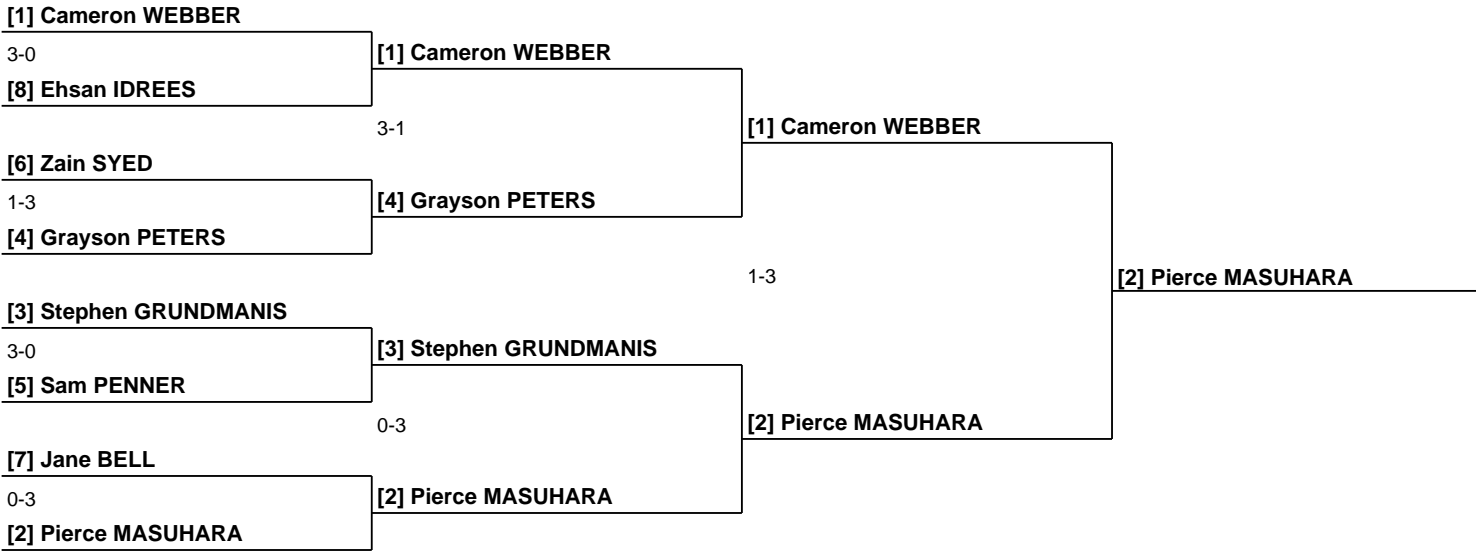 [1] Cameron WEBBER
3-0
[8] Ehsan IDREES
[1] Cameron WEBBER
3-1
[6] Zain SYED
1-3
[4] Grayson PETERS
[4] Grayson PETERS
[1] Cameron WEBBER
1-3
[3] Stephen GRUNDMANIS
3-0
[5] Sam PENNER
[3] Stephen GRUNDMANIS
0-3
[7] Jane BELL
0-3
[2] Pierce MASUHARA
[2] Pierce MASUHARA
[2] Pierce MASUHARA
[2] Pierce MASUHARA